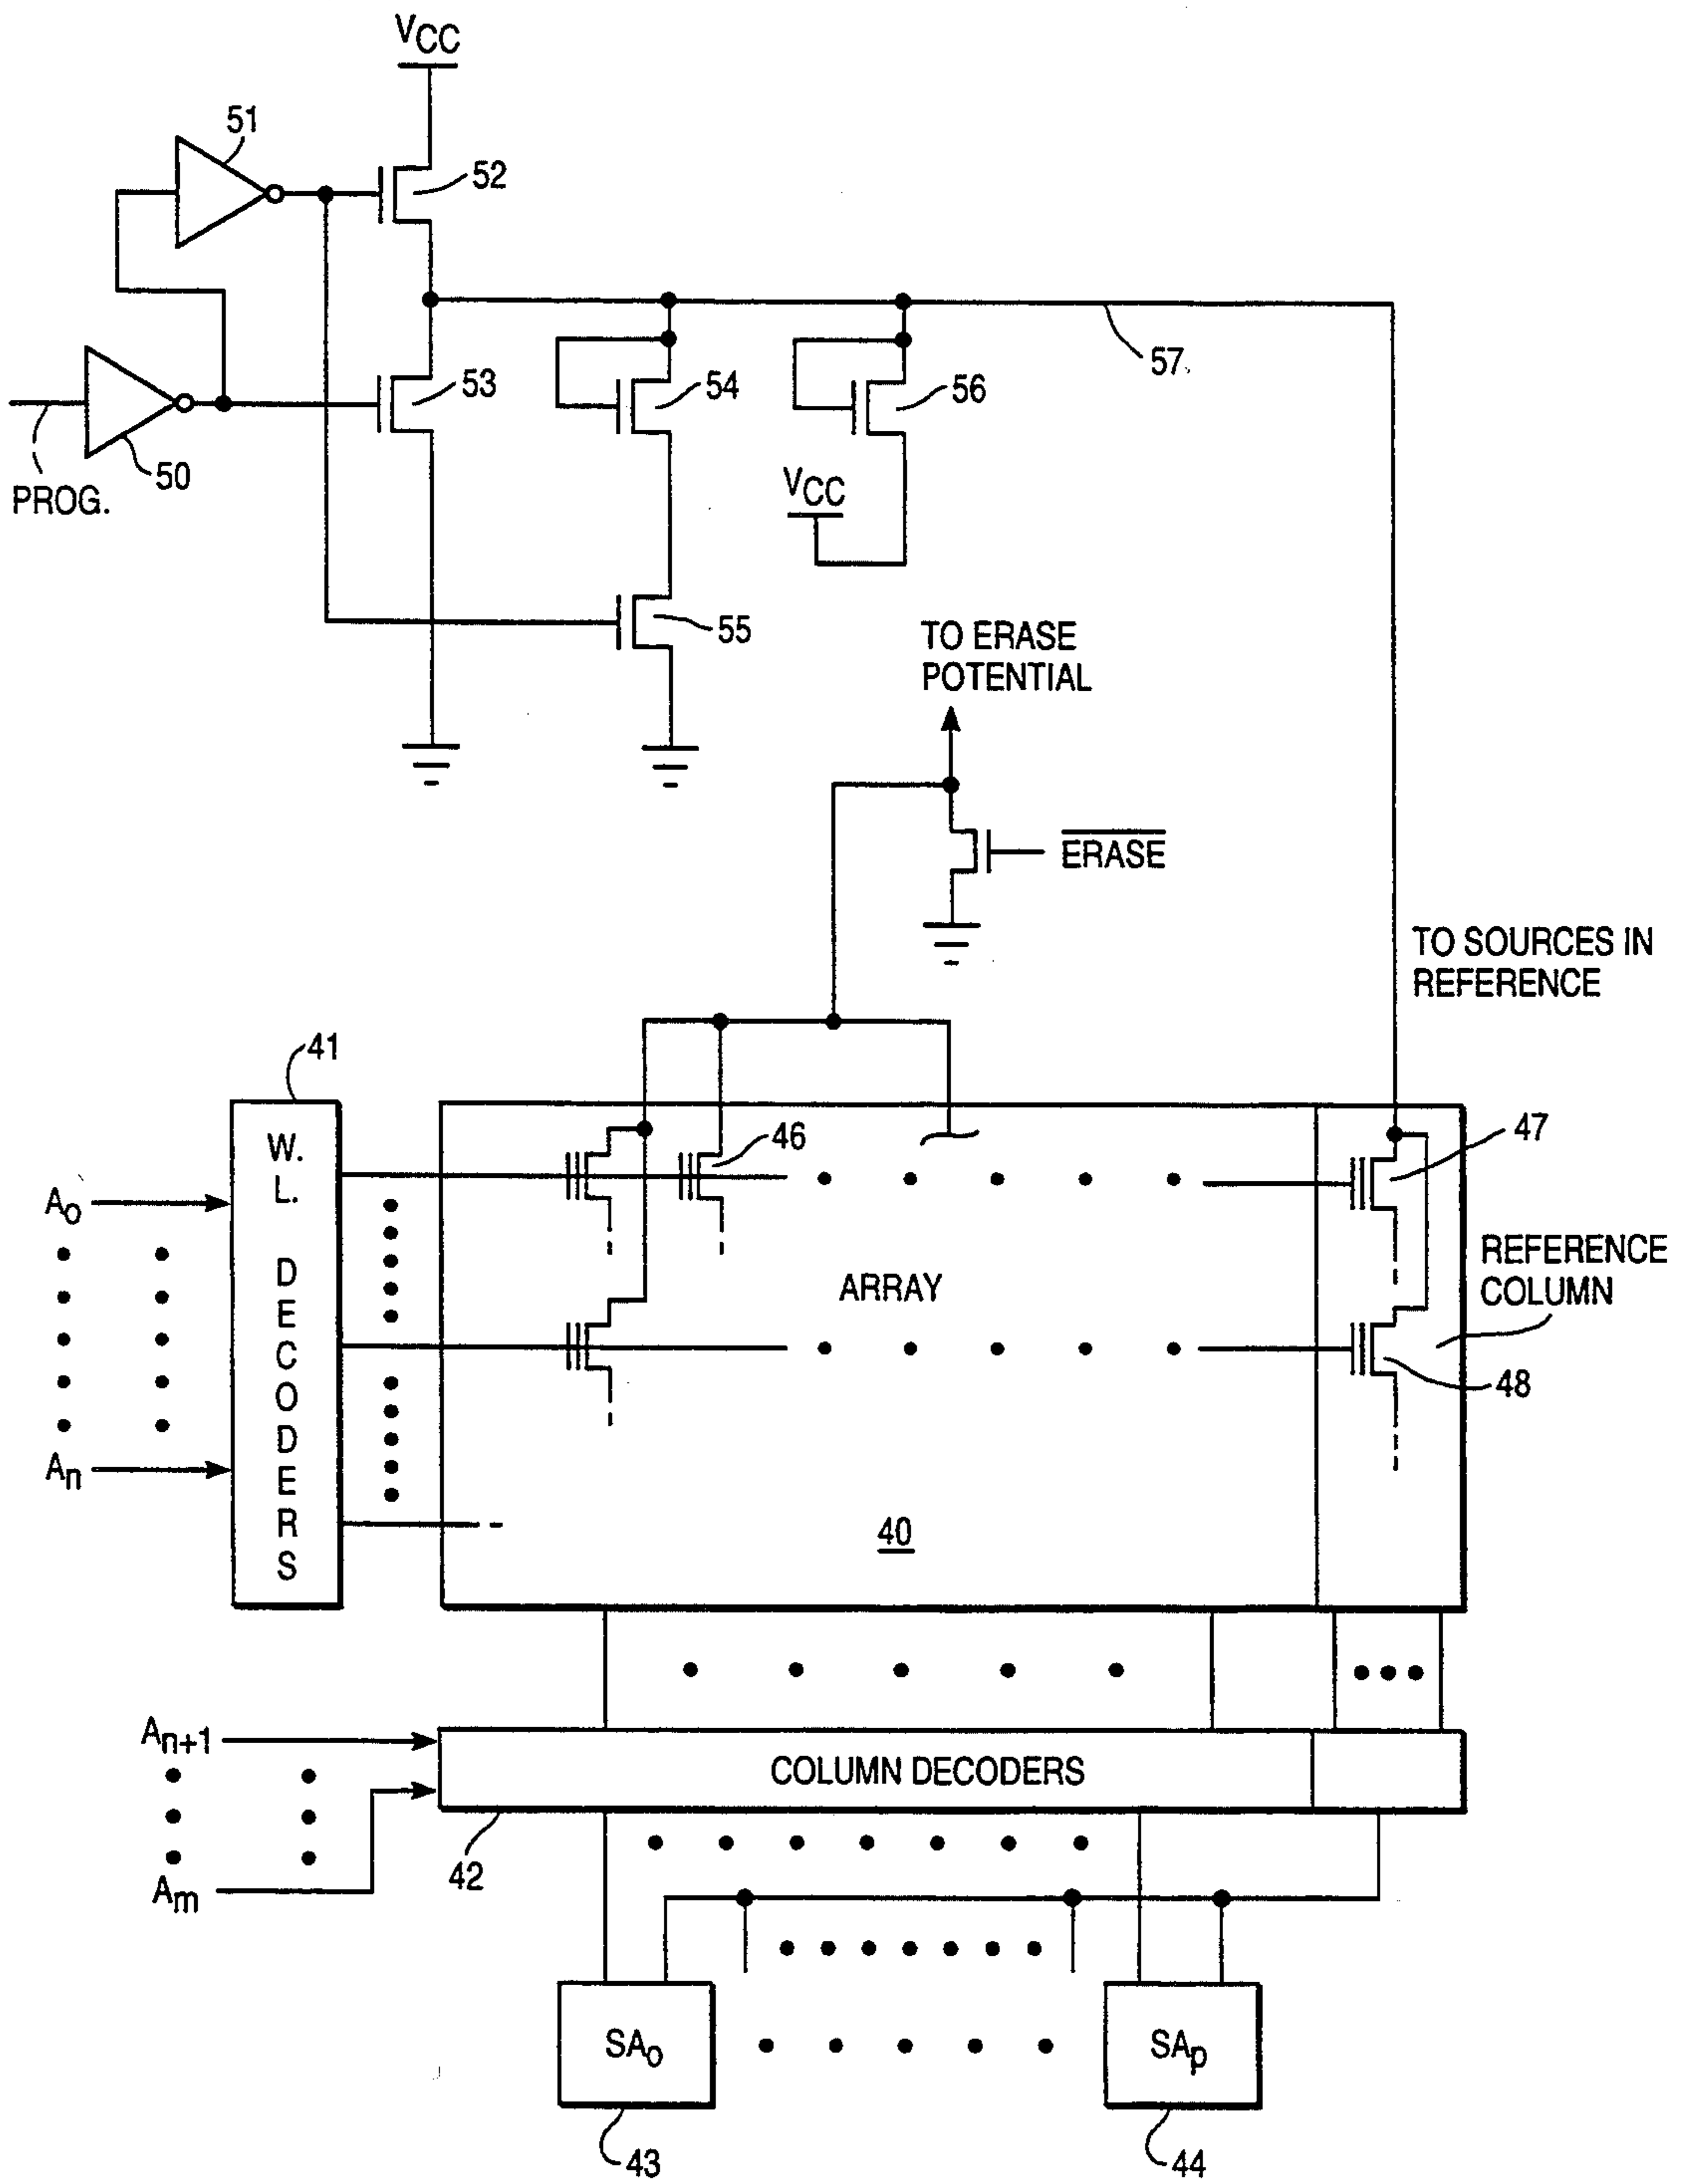 VCC
51
52
53
54
56
57
50
PROG.
VCC
55
TO ERASE
POTENTIAL
ERASE
TO SOURCES IN
REFERENCE
41
W.
L.
DECODERS
46
47
Ao
ARRAY
REFERENCE
COLUMN
48
An
40
An+1
COLUMN DECODERS
42
Am
SAo
SAp
43
44